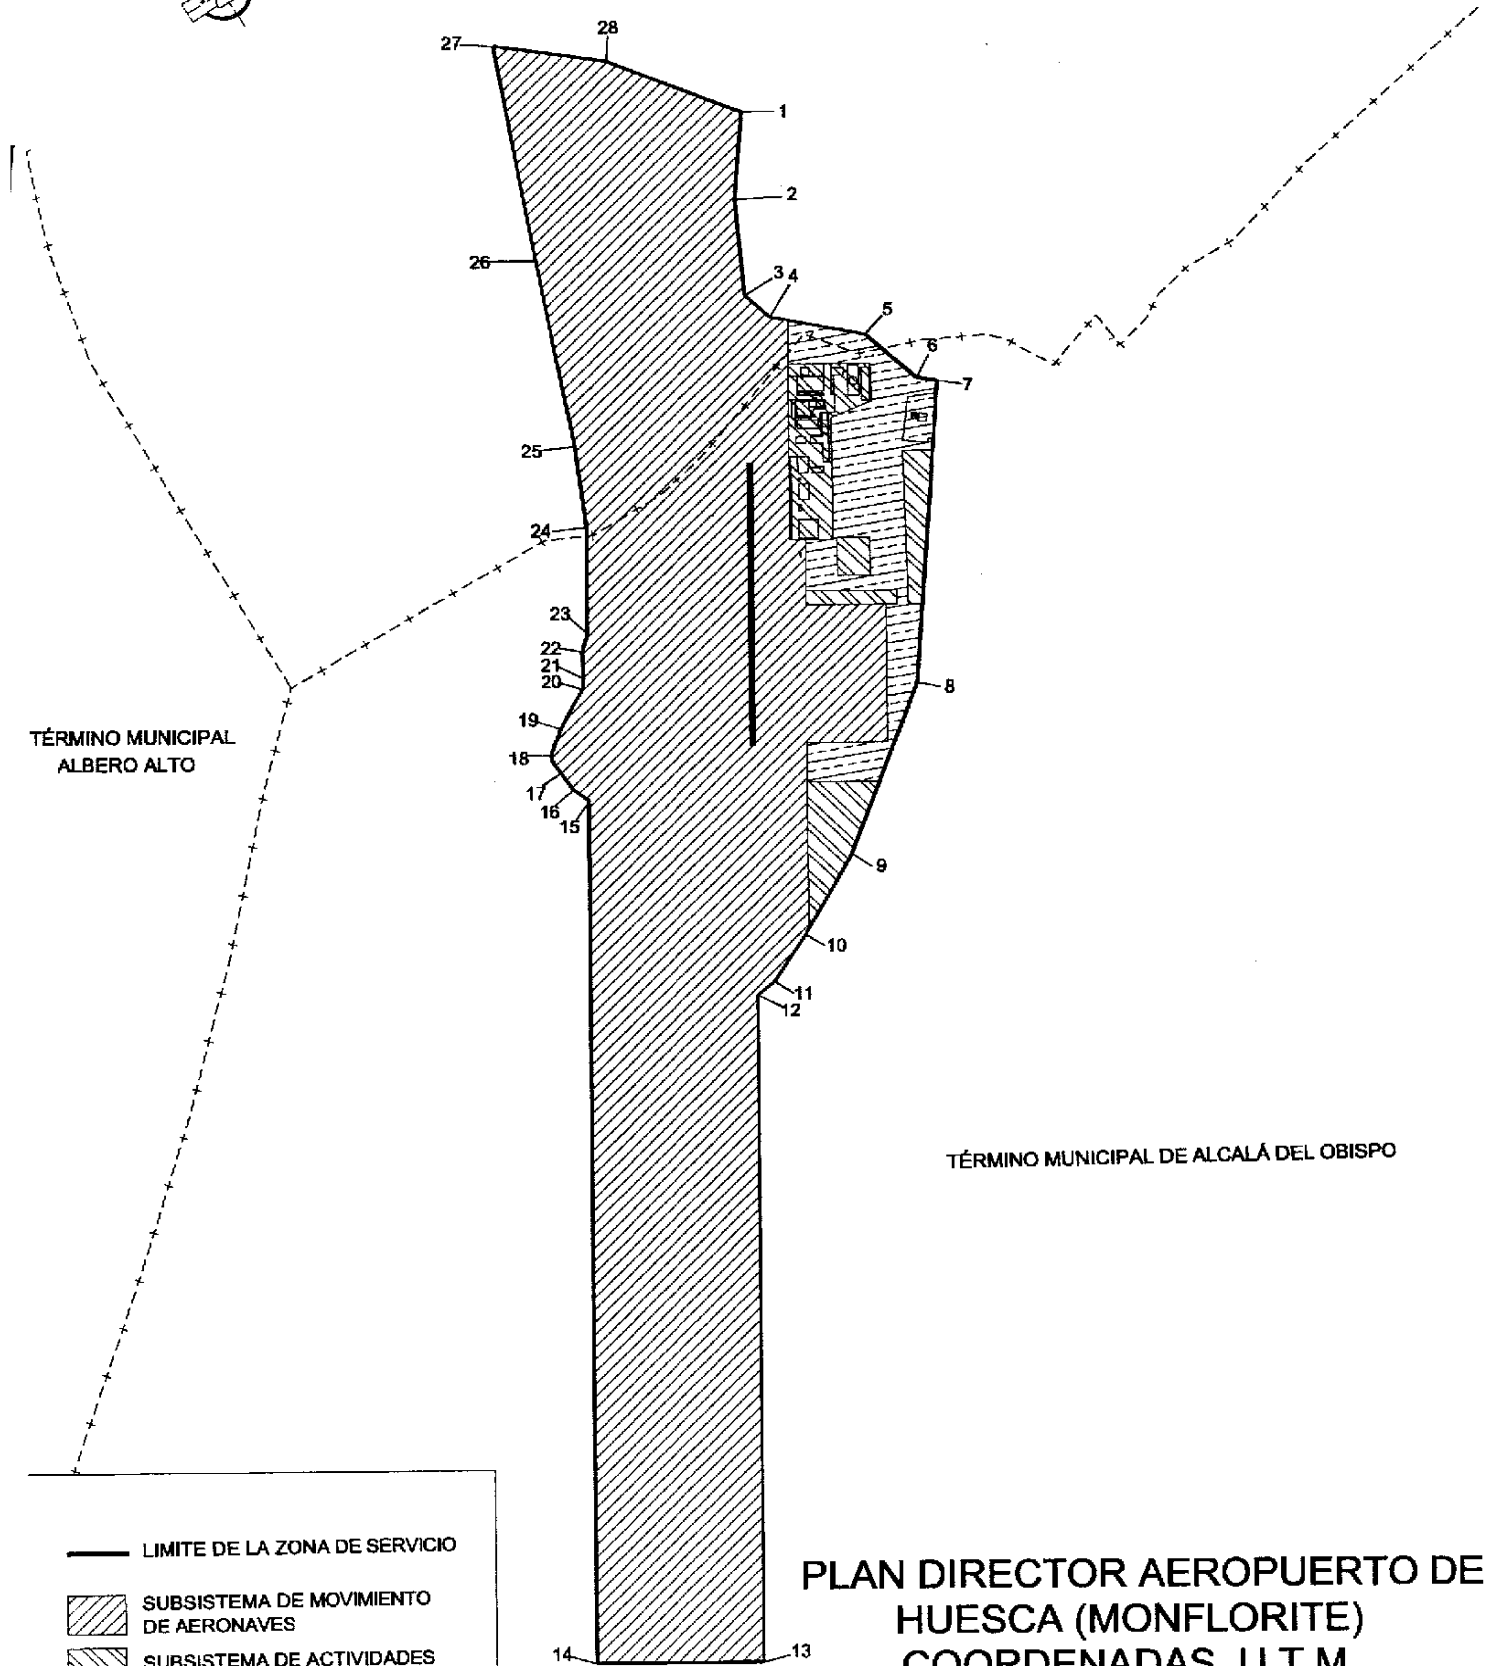 28
27
1
2
26
3 4
5
6
7
25
24
23
22
21
20
8
19
18
17
16
15
9
10
11
12
TÉRMINO MUNICIPAL
ALBERO ALTO
TÉRMINO MUNICIPAL DE ALCALÁ DEL OBISPO
LIMITE DE LA ZONA DE SERVICIO
SUBSISTEMA DE MOVIMIENTO
DE AERONAVES
SUBSISTEMA DE ACTIVIDADES
14
13
PLAN DIRECTOR AEROPUERTO DE
HUESCA (MONFLORITE)
COORDENADAS U.T.M.